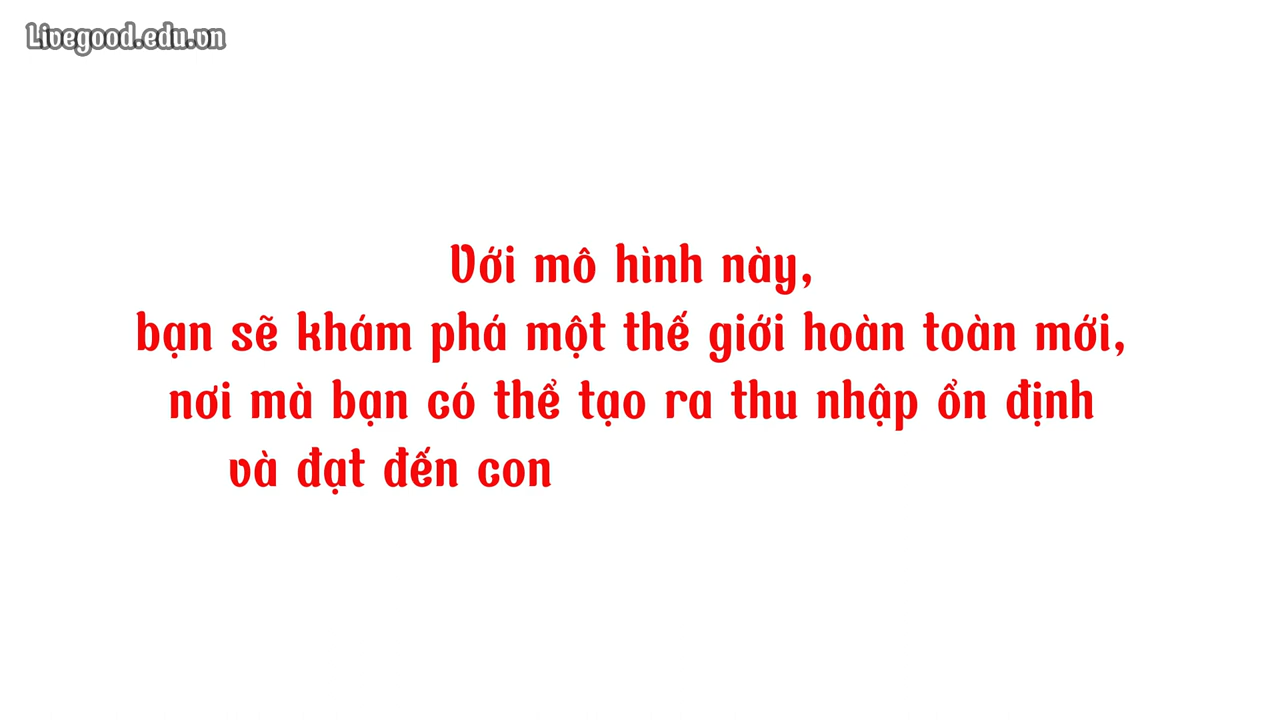 Livegood.edu.vn
Với mô hình này,
bạn sẽ khám phá một thế giới hoàn toàn mới,
nơi mà bạn có thể tạo ra thu nhập ổn định
và đạt đến con